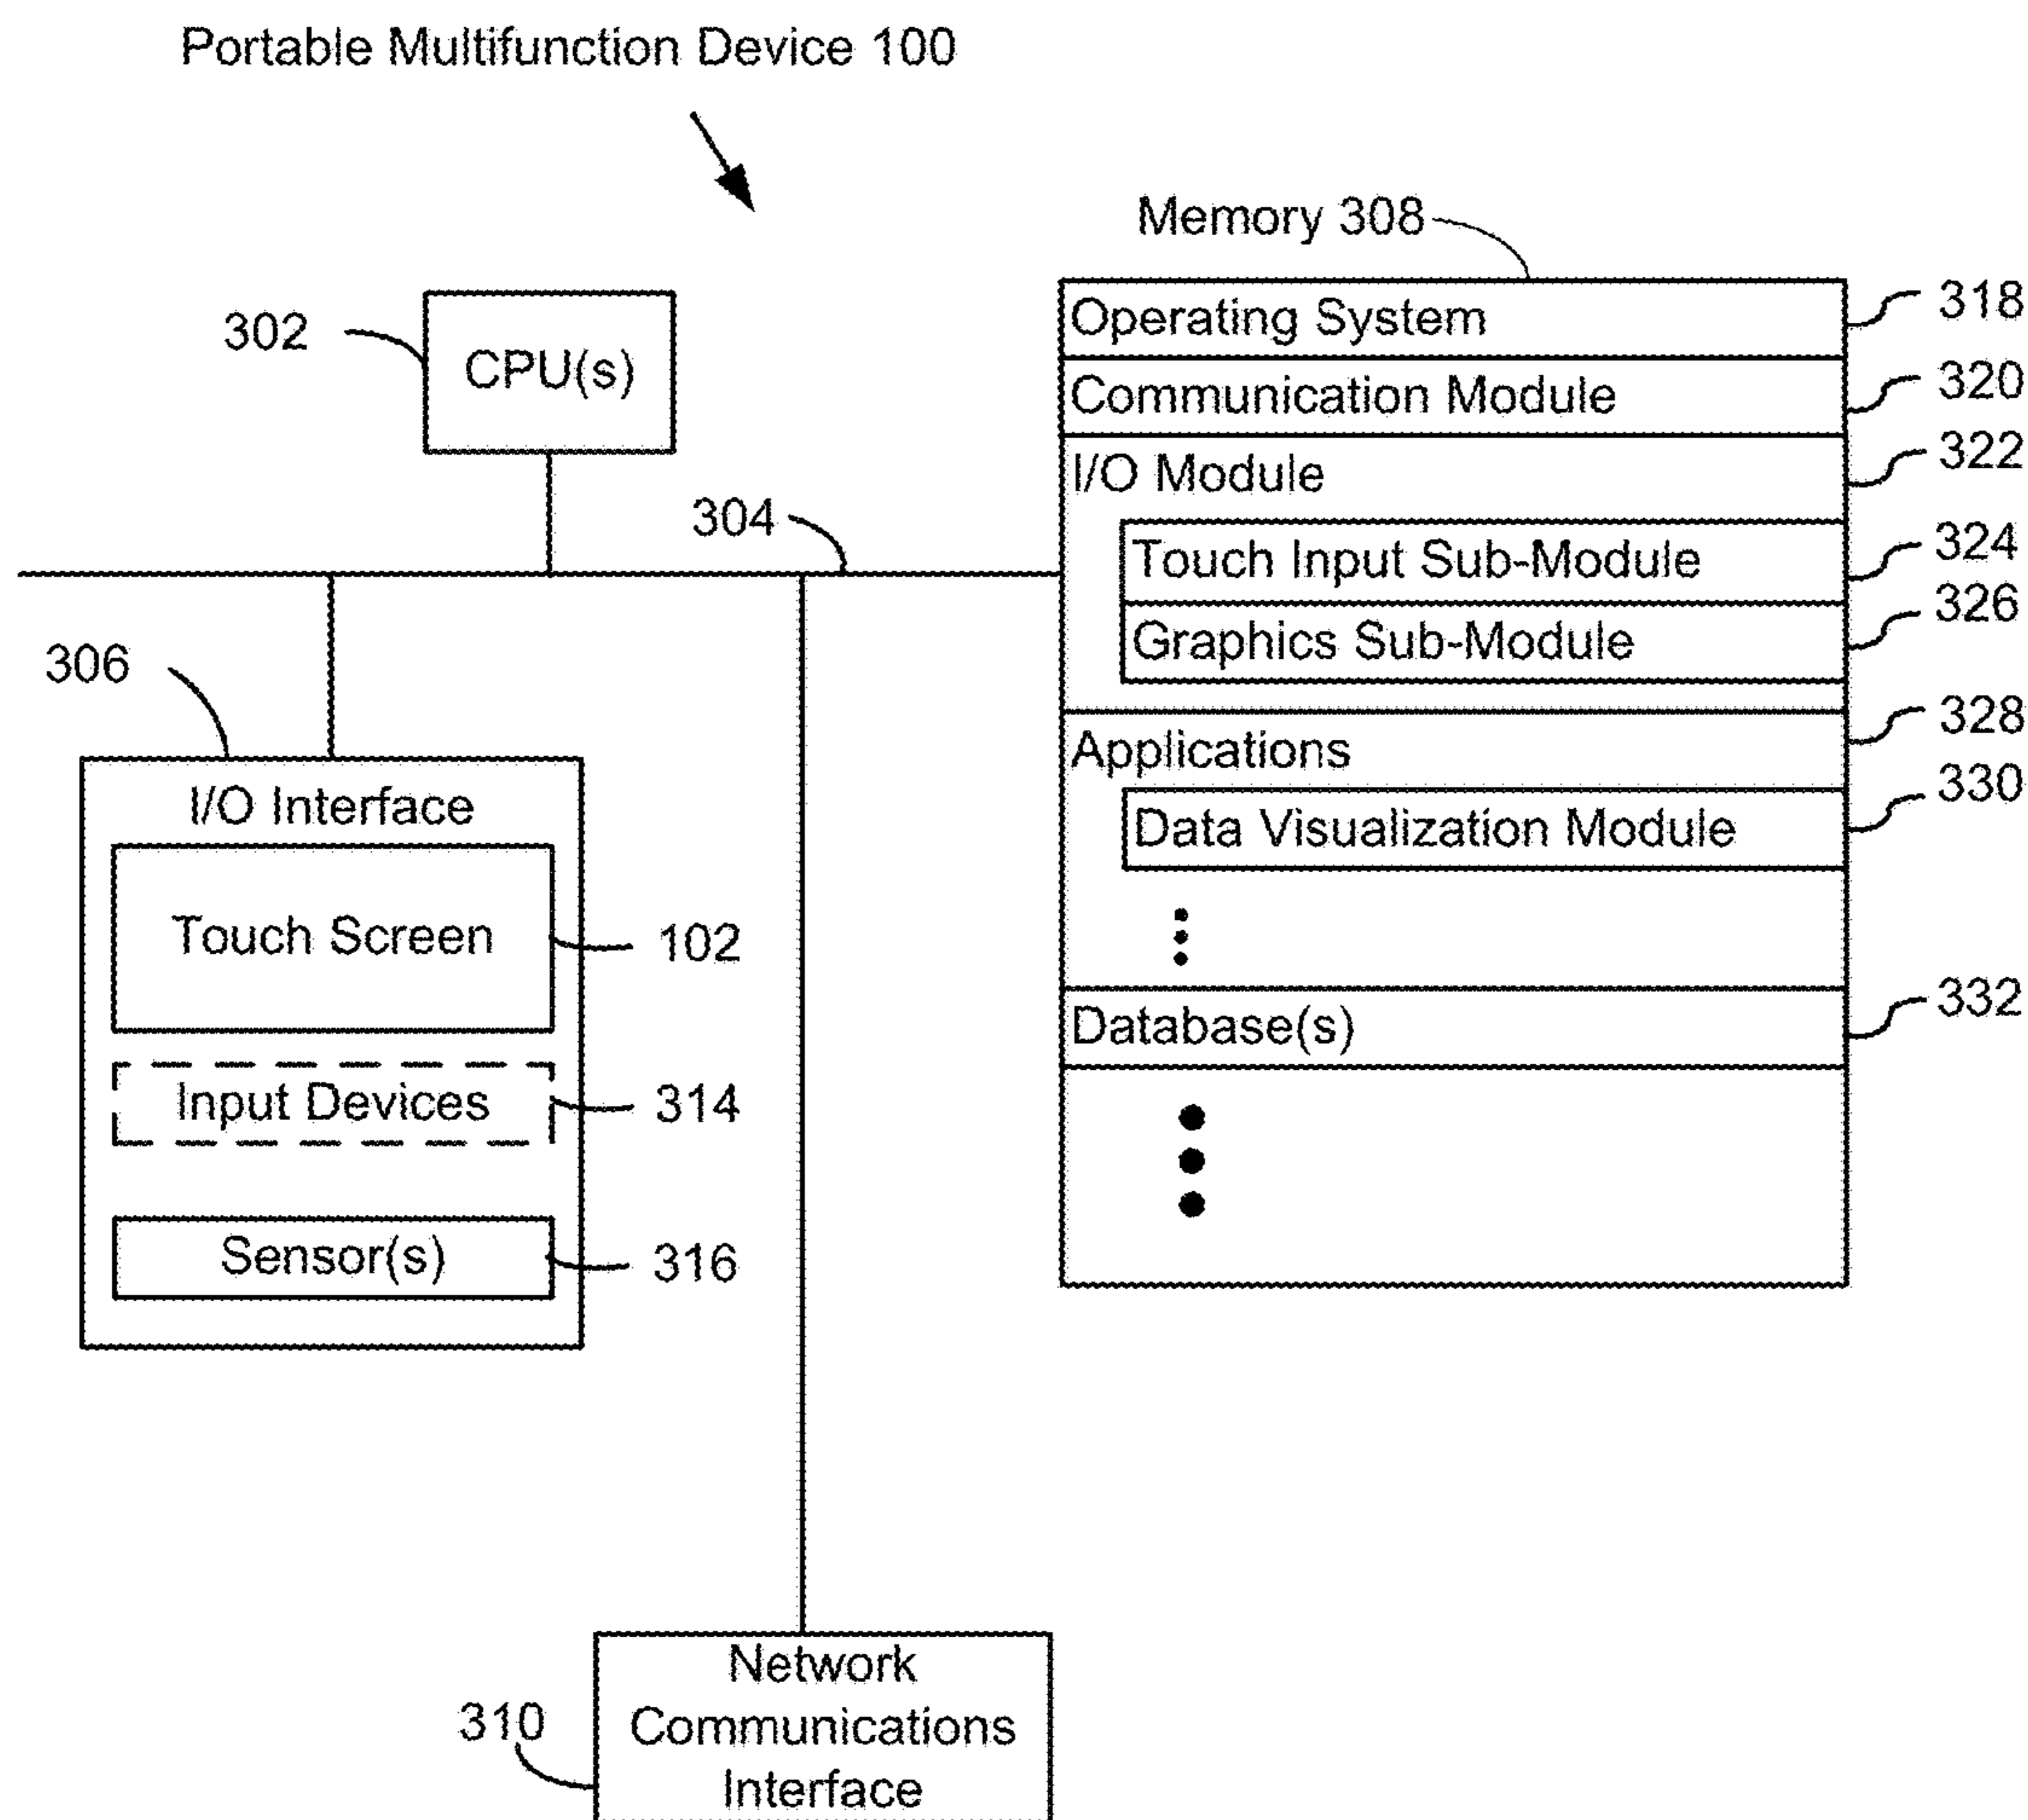 Portable Multifunction Device 100
Memory 308
302
CPU(s)
304
306
I/O Interface
Touch Screen
102
Input Devices
314
Sensor(s)
316
Operating System
318
Communication Module
320
I/O Module
322
Touch Input Sub-Module
324
Graphics Sub-Module
326
Applications
328
Data Visualization Module
330
Database(s)
332
310
Network
Communications
Interface